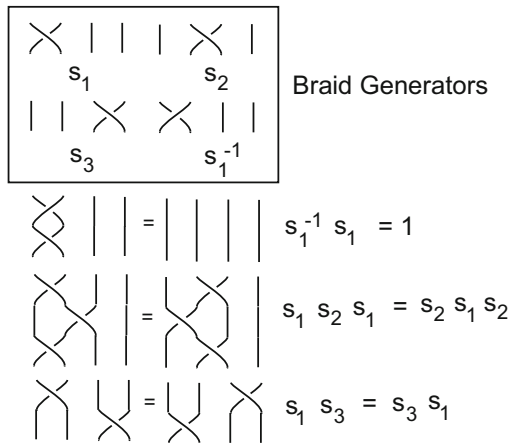 s₁ s₂
Braid Generators
s₃ s₁⁻¹
= s₁⁻¹ s₁ = 1
= s₁ s₂ s₁ = s₂ s₁ s₂
= s₁ s₃ = s₃ s₁